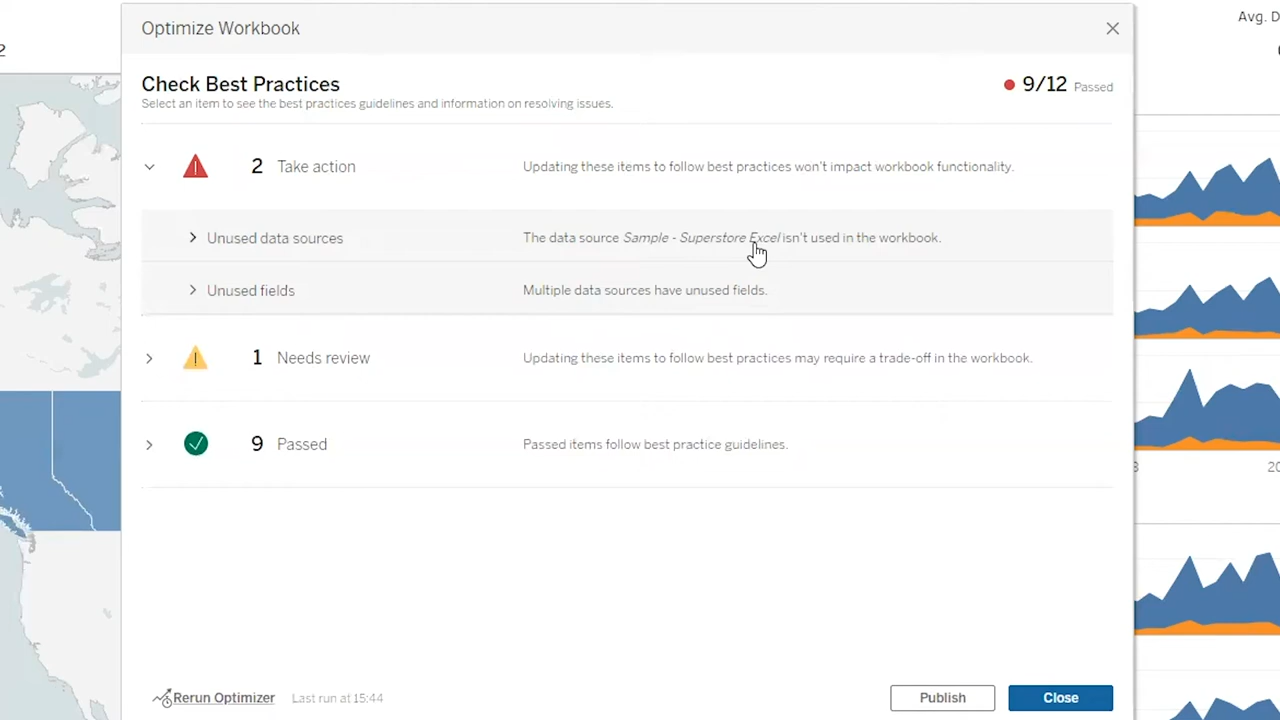 Optimize Workbook
Avg. D
2
Check Best Practices
9/12 Passed
Select an item to see the best practices guidelines and information on resolving issues.
2 Take action Updating these items to follow best practices won't impact workbook functionality.
Unused data sources The data source Sample - Superstore Excel isn't used in the workbook.
Unused fields Multiple data sources have unused fields.
1 Needs review Updating these items to follow best practices may require a trade-off in the workbook.
9 Passed Passed items follow best practice guidelines.
20
Rerun Optimizer Last run at 15:44 Publish Close